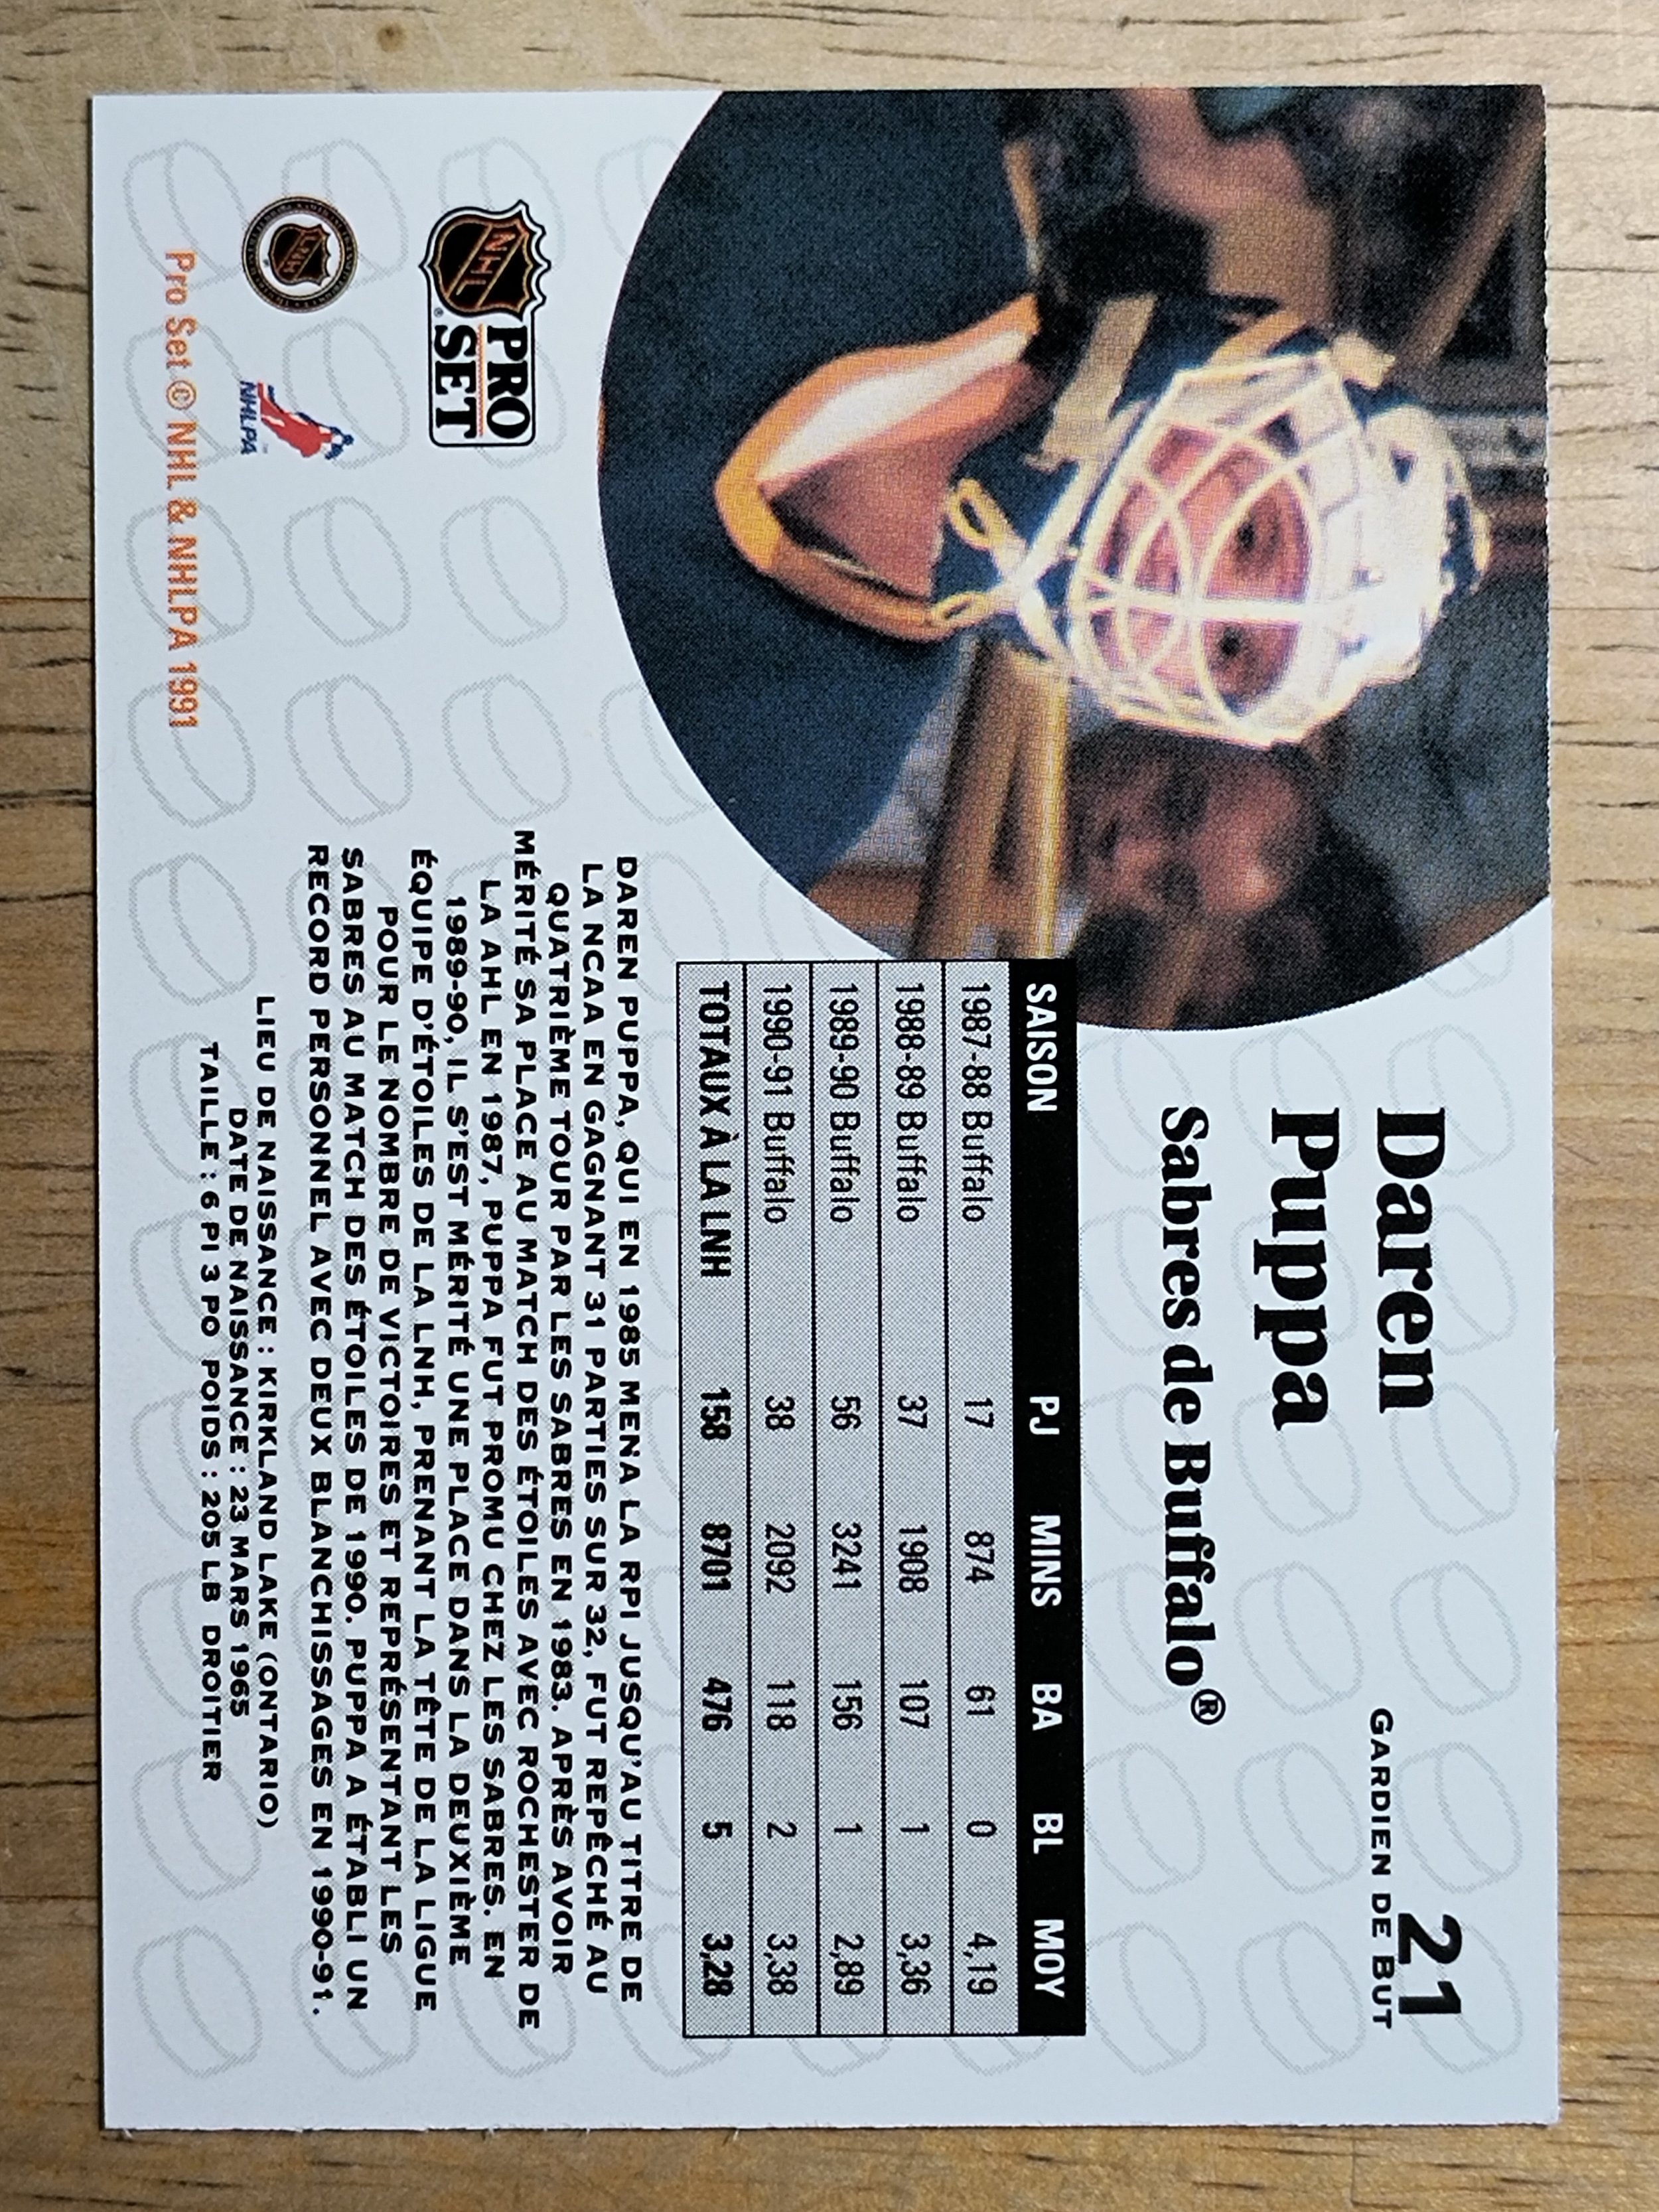 Daren
Puppa
Sabres de Buffalo®
21
GARDIEN DE BUT
SAISON PJ MINS BA BL MOY
1987-88 Buffalo 17 874 61 0 4,19
1988-89 Buffalo 37 1908 107 1 3,36
1989-90 Buffalo 56 3241 156 1 2,89
1990-91 Buffalo 38 2092 118 2 3,38
TOTAUX À LA LNH 158 8701 476 5 3,28
DAREN PUPPA, QUI EN 1985 MENA LA RPI JUSQU'AU TITRE DE
LA NCAA EN GAGNANT 31 PARTIES SUR 32, FUT REPÊCHÉ AU
QUATRIÈME TOUR PAR LES SABRES EN 1983. APRÈS AVOIR
MÉRITÉ SA PLACE AU MATCH DES ÉTOILES AVEC ROCHESTER DE
LA AHL EN 1987, PUPPA FUT PROMU CHEZ LES SABRES. EN
1989-90, IL S'EST MÉRITÉ UNE PLACE DANS LA DEUXIÈME
ÉQUIPE D'ÉTOILES DE LA LNH, PRENANT LA TÊTE DE LA LIGUE
POUR LE NOMBRE DE VICTOIRES ET REPRÉSENTANT LES
SABRES AU MATCH DES ÉTOILES DE 1990. PUPPA A ÉTABLI UN
RECORD PERSONNEL AVEC DEUX BLANCHISSAGES EN 1990-91.
LIEU DE NAISSANCE : KIRKLAND LAKE (ONTARIO)
DATE DE NAISSANCE : 23 MARS 1965
TAILLE : 6 PI 3 PO POIDS : 205 LB DROITIER
NHL PRO
SET®
LNH
NHLPA™
Pro Set © NHL & NHLPA 1991